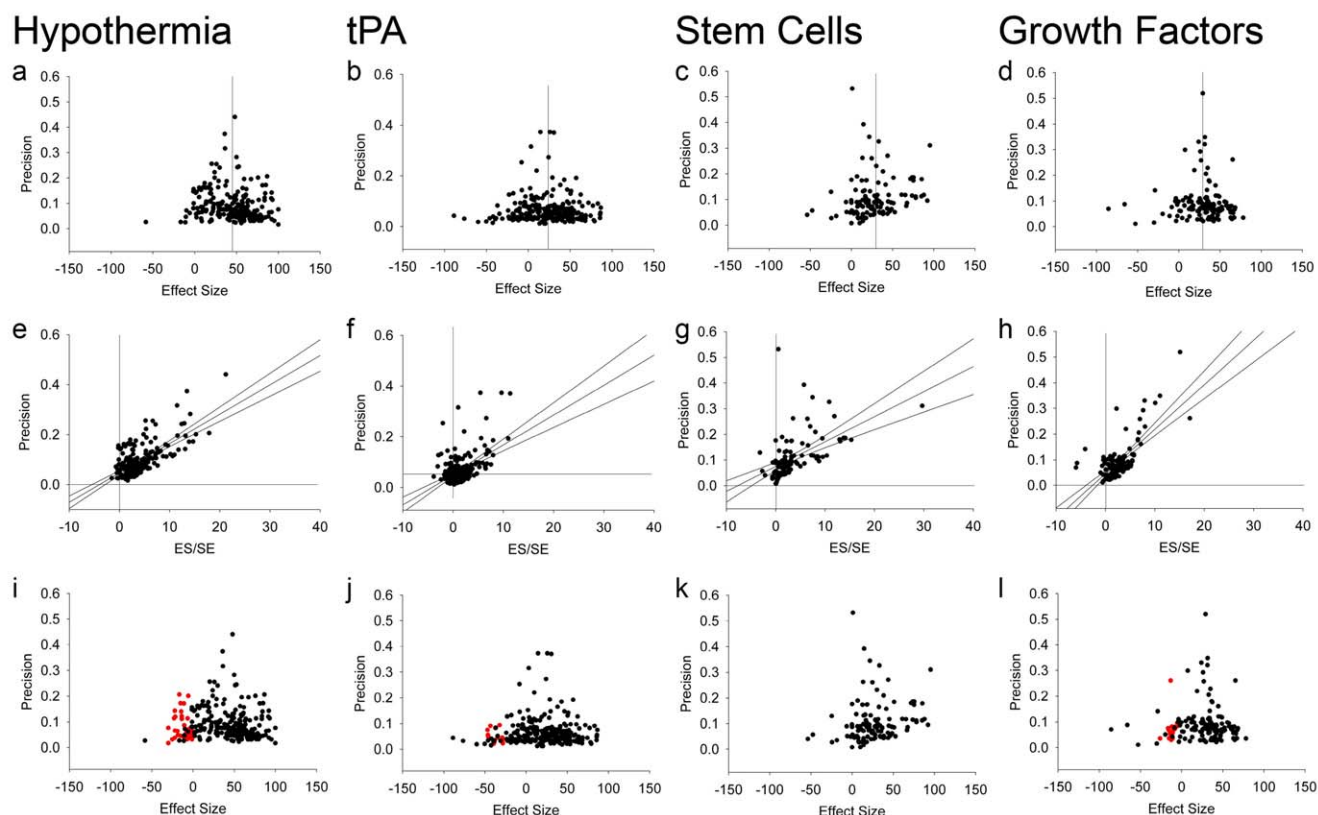 Hypothermia tPA Stem Cells Growth Factors
a b c d
0.6 0.6 0.6 0.6
0.5 0.5 0.5 0.5
0.4 0.4 0.4 0.4
0.3 0.3 0.3 0.3
0.2 0.2 0.2 0.2
0.1 0.1 0.1 0.1
0.0 0.0 0.0
0.0
Precision Precision Precision Precision
-150 -100 -50 0 50 100 150 -150 -100 -50 0 50 100 150 -150 -100 -50 0 50 100 150 -150 -100 -50 0 50 100 150
Effect Size Effect Size Effect Size Effect Size
e f g h
0.6 0.6 0.6 0.6
0.5
0.4 0.4 0.4 0.4
0.3
0.2 0.2 0.2 0.2
0.1
0.0 0.0 0.0 0.0
Precision Precision Precision Precision
-10 0 10 20 30 40 -10 0 10 20 30 40 -10 0 10 20 30 40 -10 0 10 20 30 40
ES/SE ES/SE ES/SE ES/SE
i j k l
0.6 0.6 0.6 0.6
0.5 0.5 0.5 0.5
0.4 0.4 0.4 0.4
0.3 0.3 0.3 0.3
0.2 0.2 0.2 0.2
0.1 0.1 0.1 0.1
0.0 0.0 0.0 0.0
Precision Precision Precision Precision
-150 -100 -50 0 50 100 150 -150 -100 -50 0 50 100 150 -150 -100 -50 0 50 100 150 -150 -100 -50 0 50 100 150
Effect Size Effect Size Effect Size Effect Size